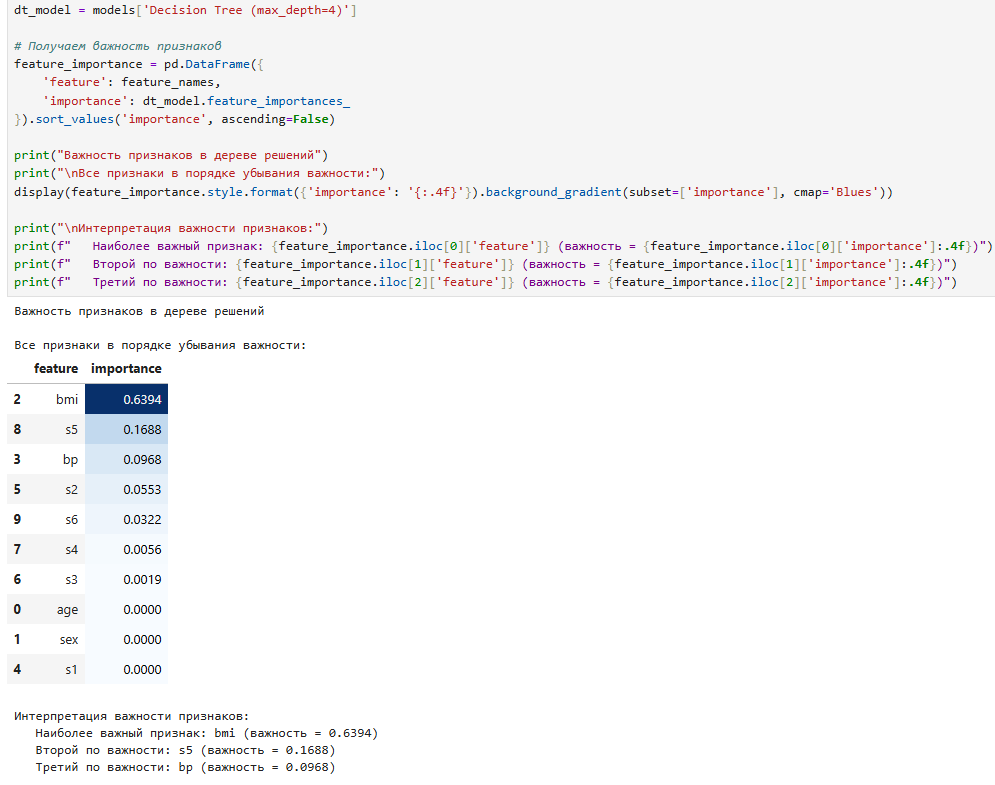 dt_model = models['Decision Tree (max_depth=4)']
# Получаем важность признаков
feature_importance = pd.DataFrame({
    'feature': feature_names,
    'importance': dt_model.feature_importances_
}).sort_values('importance', ascending=False)
print("Важность признаков в дереве решений")
print("\nВсе признаки в порядке убывания важности:")
display(feature_importance.style.format({'importance': '{:.4f}'}).background_gradient(subset=['importance'], cmap='Blues'))
print("\nИнтерпретация важности признаков:")
print(f"   Наиболее важный признак: {feature_importance.iloc[0]['feature']} (важность = {feature_importance.iloc[0]['importance']:.4f})")
print(f"   Второй по важности: {feature_importance.iloc[1]['feature']} (важность = {feature_importance.iloc[1]['importance']:.4f})")
print(f"   Третий по важности: {feature_importance.iloc[2]['feature']} (важность = {feature_importance.iloc[2]['importance']:.4f})")
Важность признаков в дереве решений
Все признаки в порядке убывания важности:
feature importance
2 bmi 0.6394
8 s5 0.1688
3 bp 0.0968
5 s2 0.0553
9 s6 0.0322
7 s4 0.0056
6 s3 0.0019
0 age 0.0000
1 sex 0.0000
4 s1 0.0000
Интерпретация важности признаков:
   Наиболее важный признак: bmi (важность = 0.6394)
   Второй по важности: s5 (важность = 0.1688)
   Третий по важности: bp (важность = 0.0968)